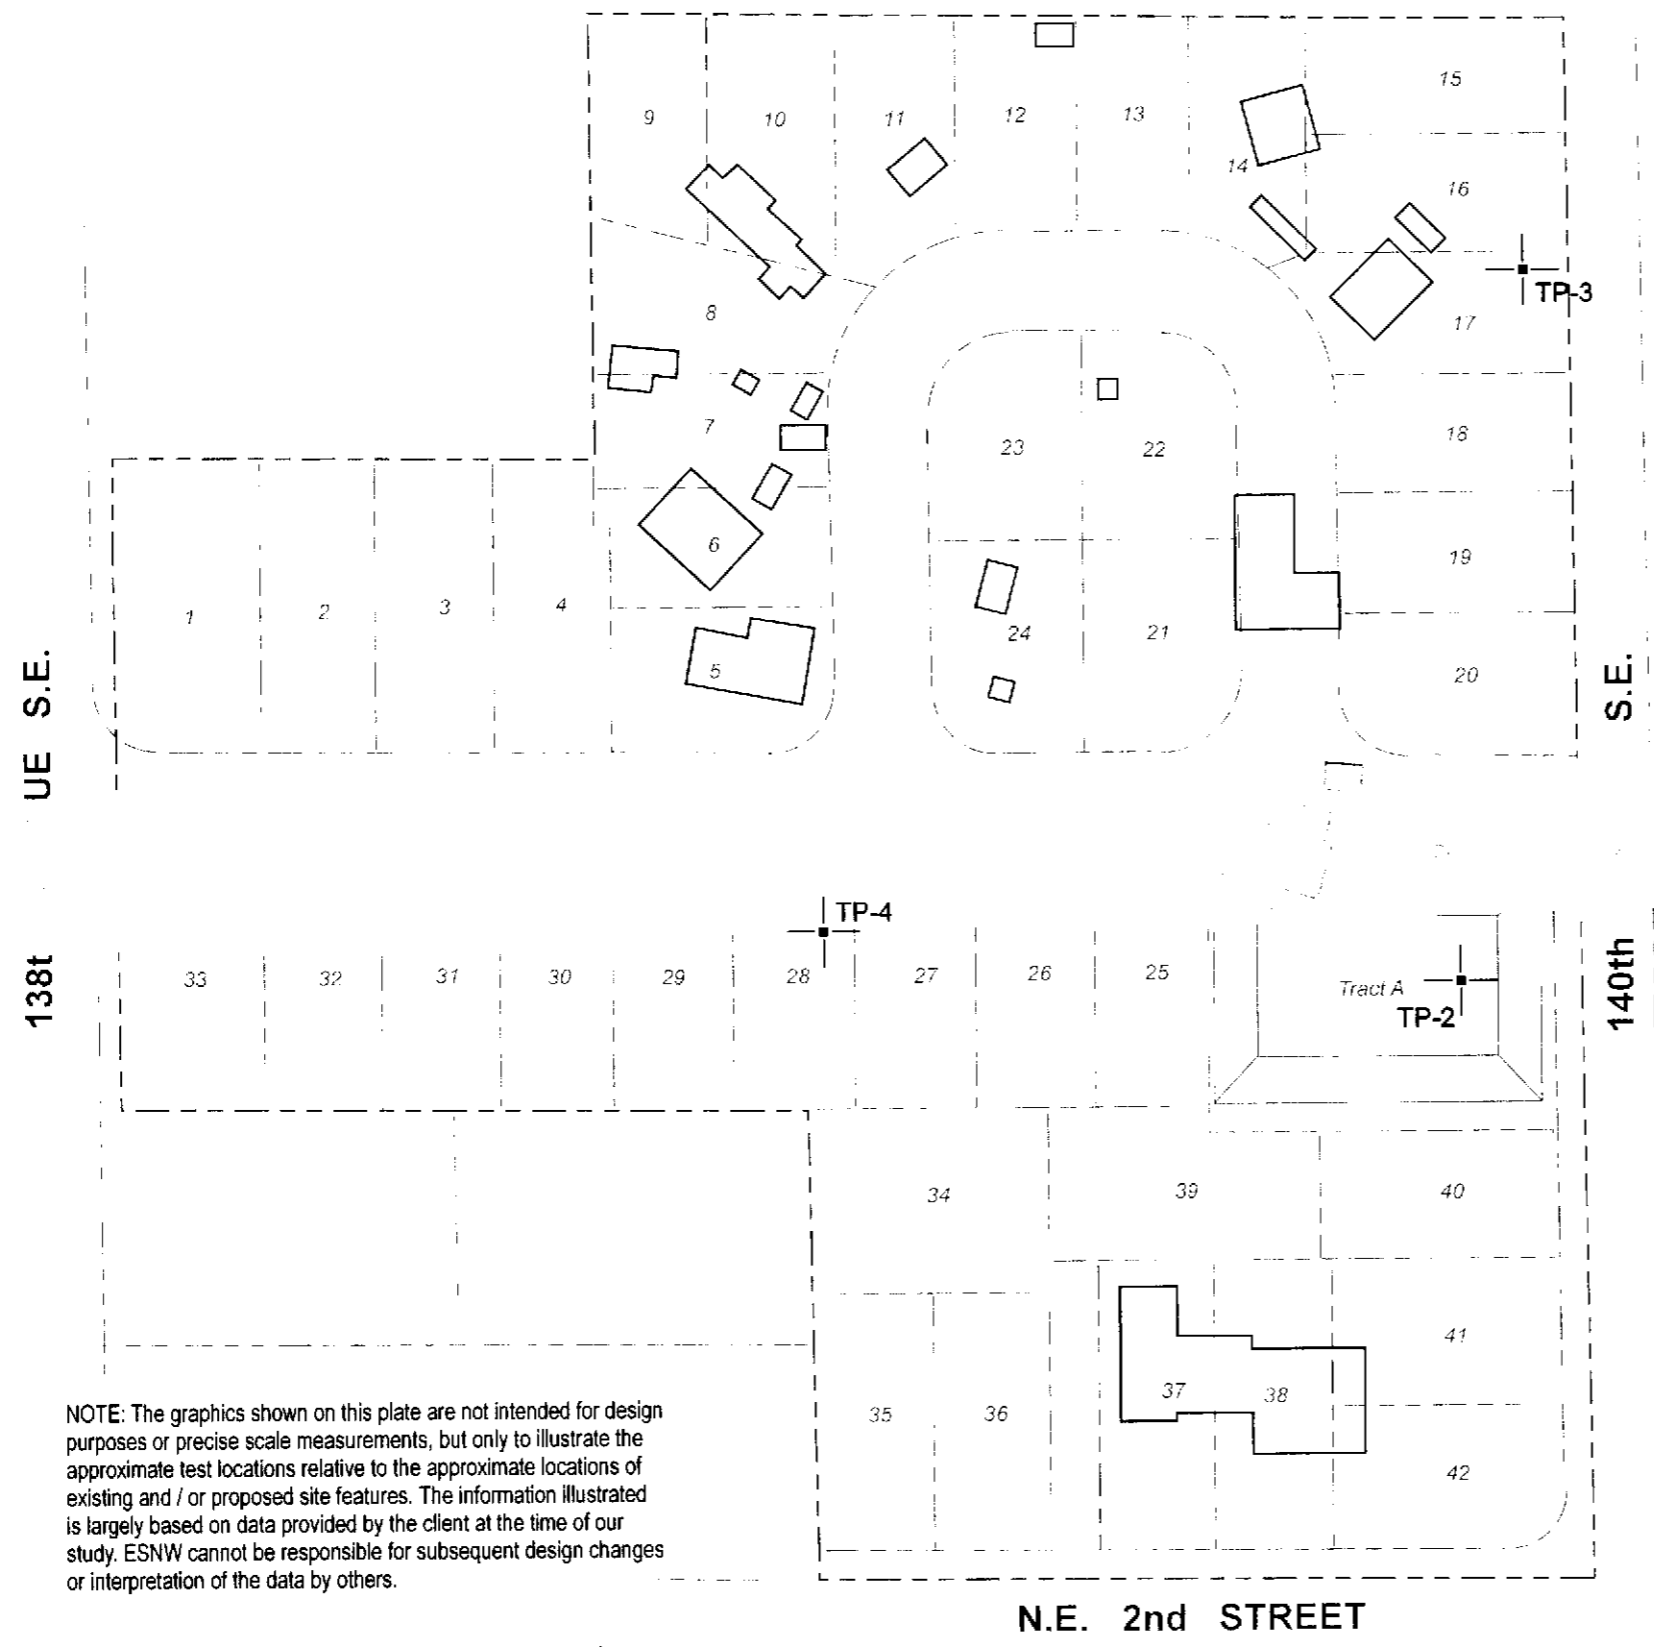 15
9
10
11
12
13
14
16
TP-3
8
17
7
18
23
22
6
19
1
2
3
4
24
21
5
20
UE S.E.
S.E.
TP-4
138t
33
32
31
30
29
28
27
26
25
Tract A
TP-2
140th
34
39
40
41
37
38
35
36
42
NOTE: The graphics shown on this plate are not intended for design
purposes or precise scale measurements, but only to illustrate the
approximate test locations relative to the approximate locations of
existing and / or proposed site features. The information illustrated
is largely based on data provided by the client at the time of our
study. ESNW cannot be responsible for subsequent design changes
or interpretation of the data by others.
N.E. 2nd STREET